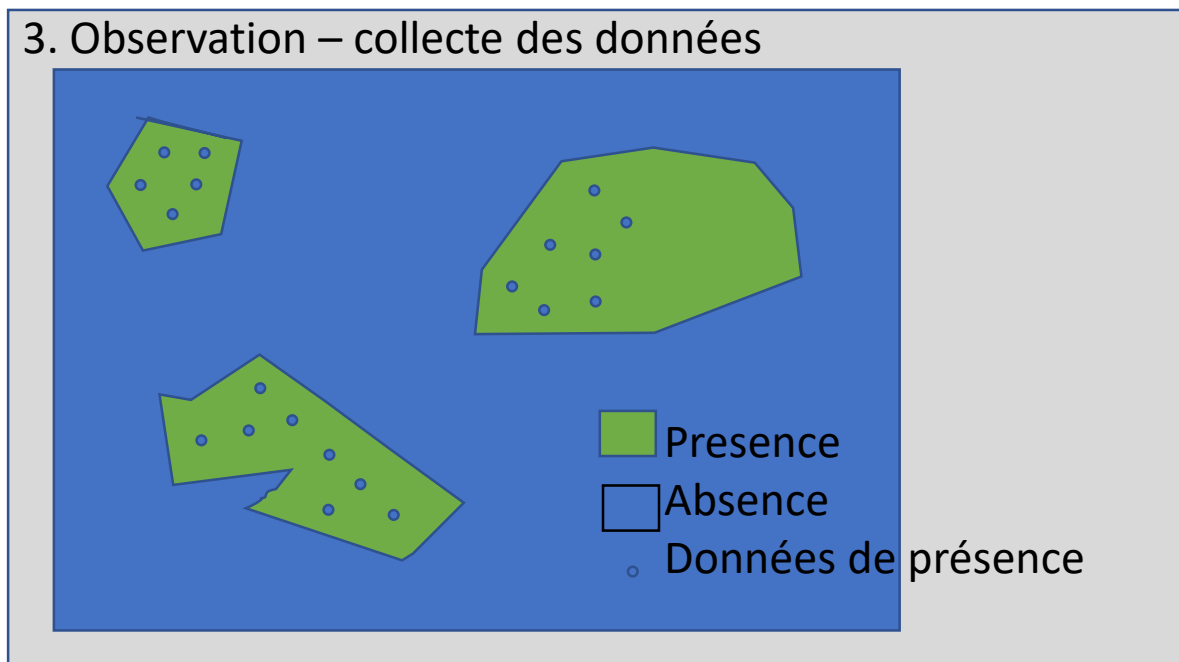 3. Observation – collecte des données
Presence
Absence
Données de présence